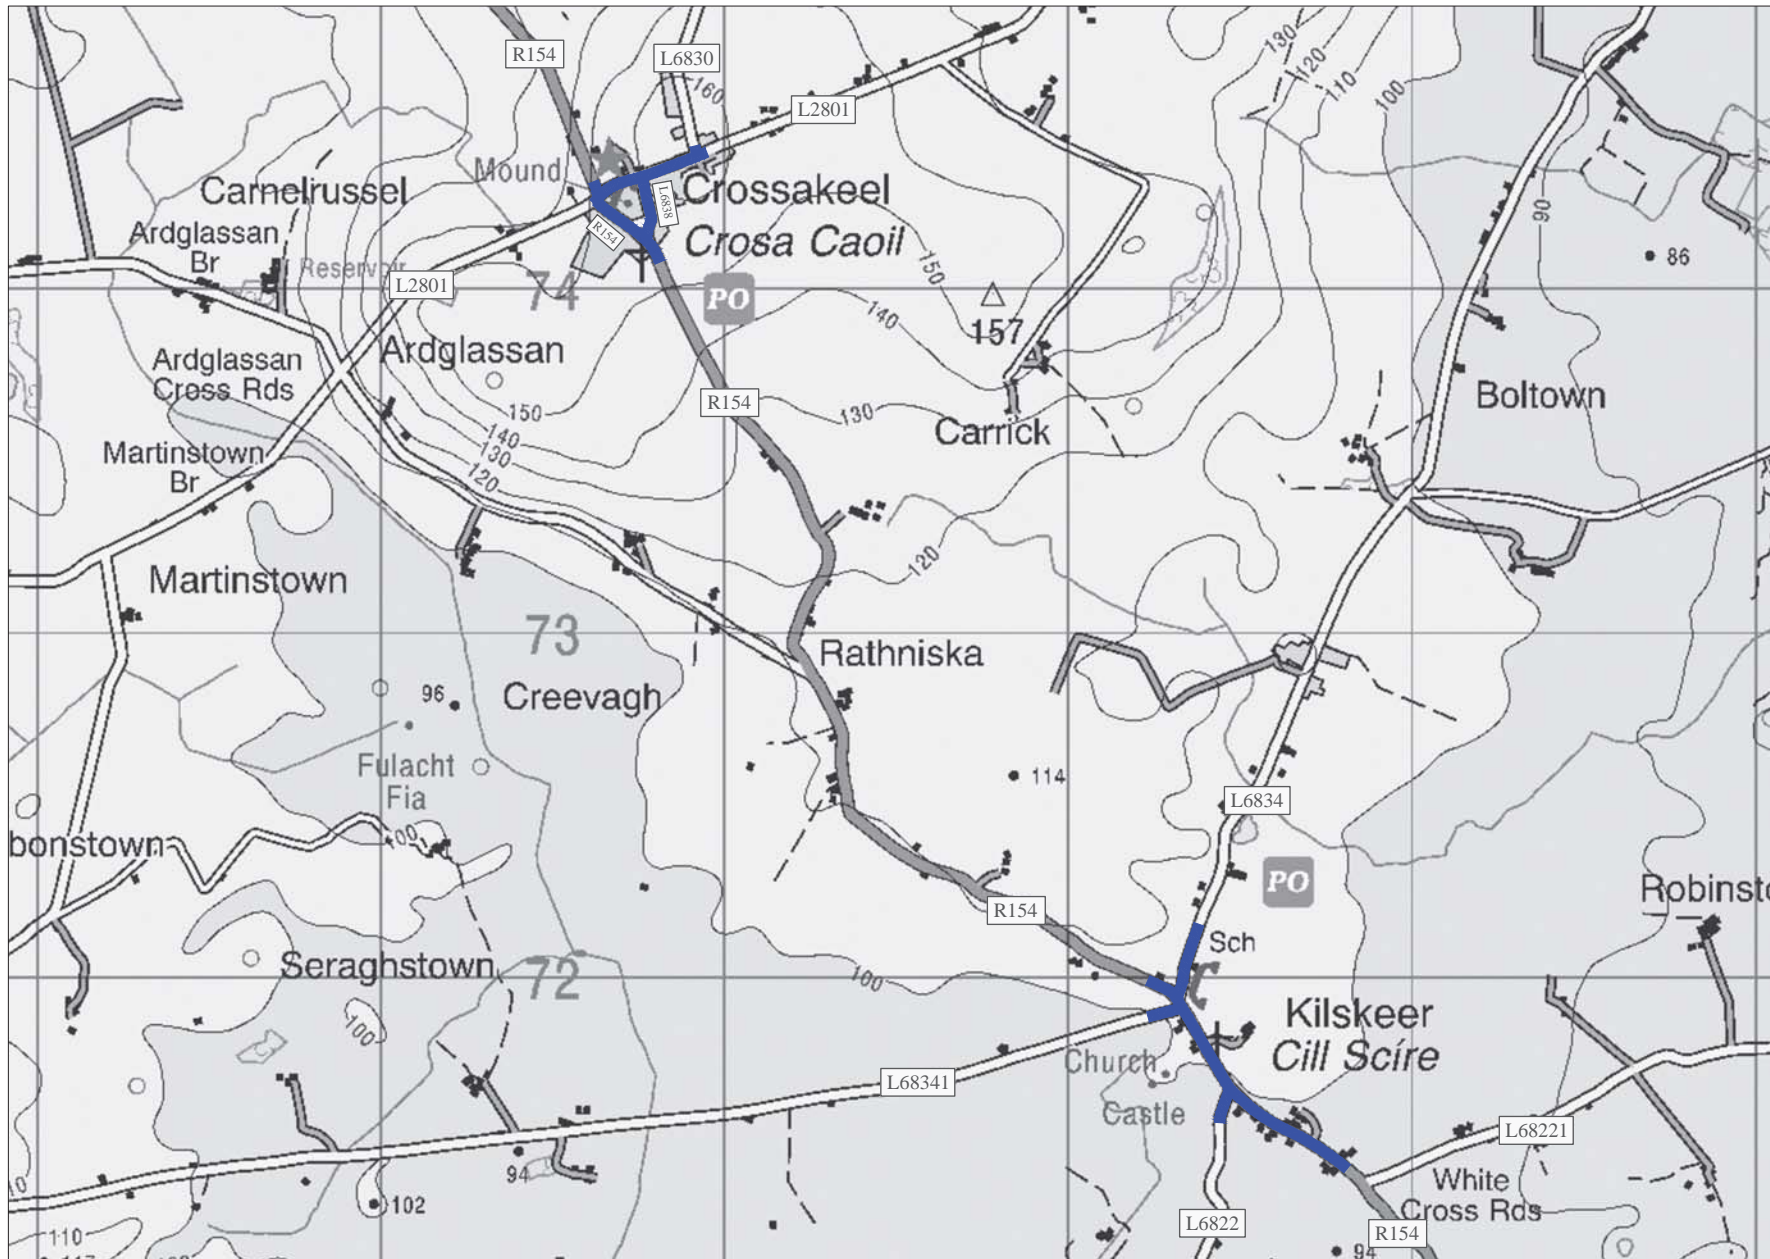 R154
L6830
130
120
110
100
160
L2801
Mound
Carnelrussel
Crossakeel
Crosa Caoil
L6838
R154
90
Ardglassan
Br
Reservoir
L2801
74
PO
150
140
157
86
Ardglassan
Cross Rds
Ardglassan
R154
130
Carrick
Boltown
150
140
130
120
Martinstown
Br
120
Martinstown
73
Rathniska
96
Creevagh
Fulacht
Fia
114
L6834
100
bonstown
PO
R154
Robinsto
Sch
Seraghstown
72
100
100
Kilskeer
Cill Scíre
Church
L68341
Castle
L68221
94
White
Cross Rds
102
10
L6822
R154
110
94